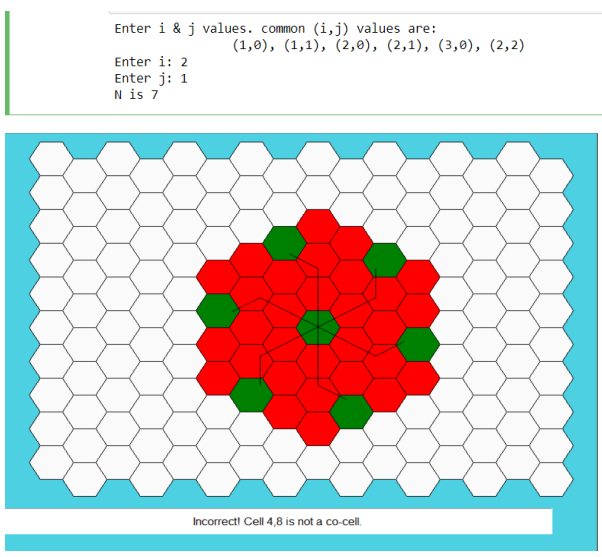 Enter i & j values. common (i,j) values are:
(1,0), (1,1), (2,0), (2,1), (3,0), (2,2)
Enter i: 2
Enter j: 1
N is 7
Incorrect! Cell 4,8 is not a co-cell.